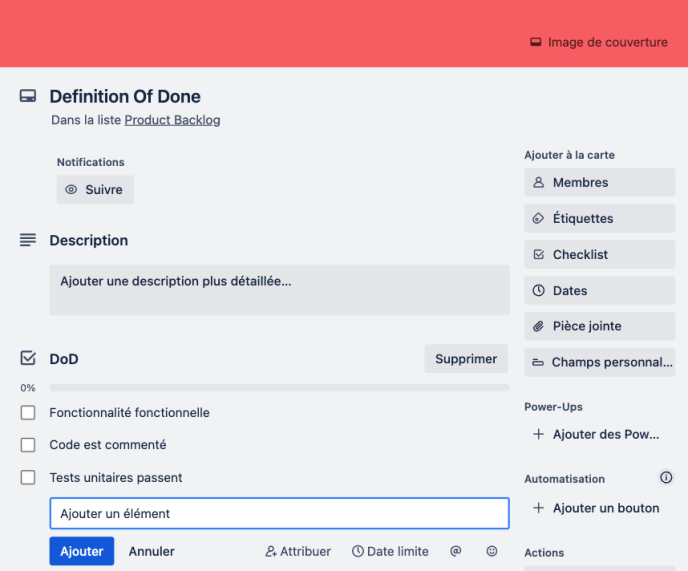 Image de couverture
Definition Of Done
Dans la liste Product Backlog
Notifications
Suivre
Description
Ajouter une description plus détaillée...
DoD
Supprimer
0%
Fonctionnalité fonctionnelle
Code est commenté
Tests unitaires passent
Ajouter un élément
Ajouter
Annuler
Attribuer
Date limite
@
Ajouter à la carte
Membres
Étiquettes
Checklist
Dates
Pièce jointe
Champs personnal...
Power-Ups
+ Ajouter des Pow...
Automatisation
+ Ajouter un bouton
Actions